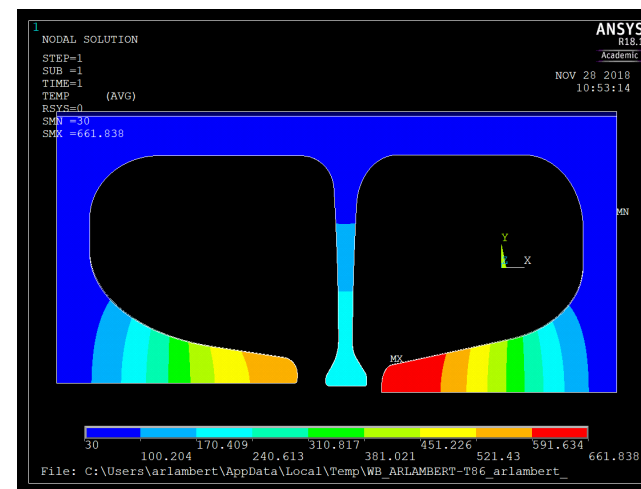 1
NODAL SOLUTION
STEP=1
SUB =1
TIME=1
TEMP (AVG)
RSYS=0
SMN =30
SMX =661.838
ANSYS
R18.1
Academic
NOV 28 2018
10:53:14
MN
Y
Z X
MX
30 170.409 310.817 451.226 591.634
100.204 240.613 381.021 521.43 661.838
File: C:\Users\arlambert\AppData\Local\Temp\WB_ARLAMBERT-T86_arlambert_